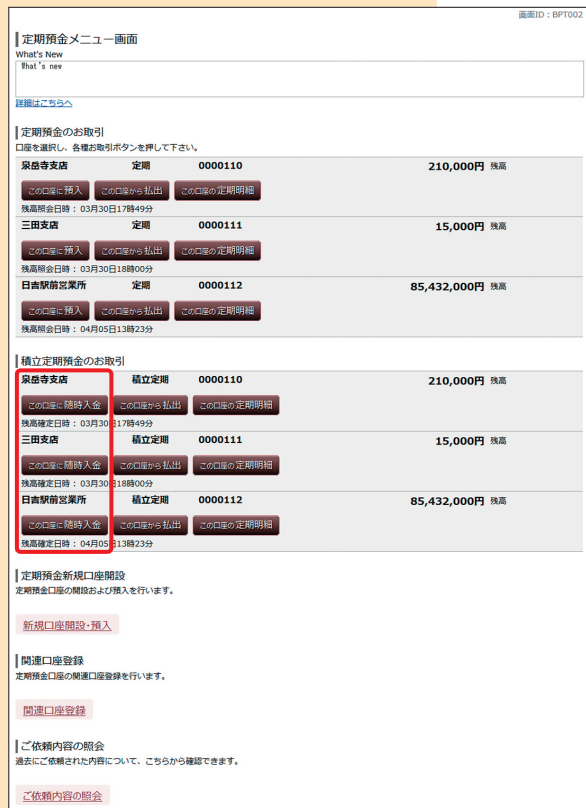 画面ID：BPT002
定期預金メニュー画面
What's New
What's new
詳細はこちらへ
定期預金のお取引
口座を選択し、各種お取引ボタンを押して下さい。
泉岳寺支店 定期 0000110 210,000円 残高
この口座に預入 この口座から払出 この口座の定期明細
残高照会日時： 03月30日17時49分
三田支店 定期 0000111 15,000円 残高
この口座に預入 この口座から払出 この口座の定期明細
残高照会日時： 03月30日18時00分
日吉駅前営業所 定期 0000112 85,432,000円 残高
この口座に預入 この口座から払出 この口座の定期明細
残高照会日時： 04月05日13時23分
積立定期預金のお取引
泉岳寺支店 積立定期 0000110 210,000円 残高
この口座に随時入金 この口座から払出 この口座の定期明細
残高確定日時： 03月30日17時49分
三田支店 積立定期 0000111 15,000円 残高
この口座に随時入金 この口座から払出 この口座の定期明細
残高確定日時： 03月30日18時00分
日吉駅前営業所 積立定期 0000112 85,432,000円 残高
この口座に随時入金 この口座から払出 この口座の定期明細
残高確定日時： 04月05日13時23分
定期預金新規口座開設
定期預金口座の開設および預入を行います。
新規口座開設・預入
関連口座登録
定期預金口座の関連口座登録を行います。
関連口座登録
ご依頼内容の照会
過去にご依頼された内容について、こちらから確認できます。
ご依頼内容の照会